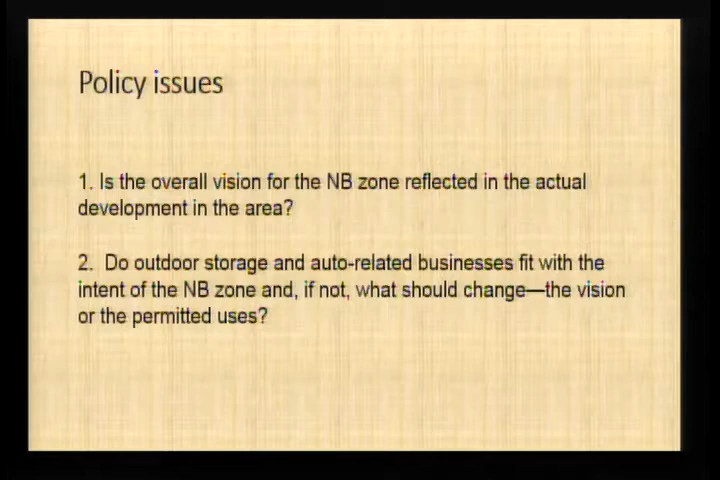 Policy issues
1. Is the overall vision for the NB zone reflected in the actual
development in the area?
2.  Do outdoor storage and auto-related businesses fit with the
intent of the NB zone and, if not, what should change—the vision
or the permitted uses?